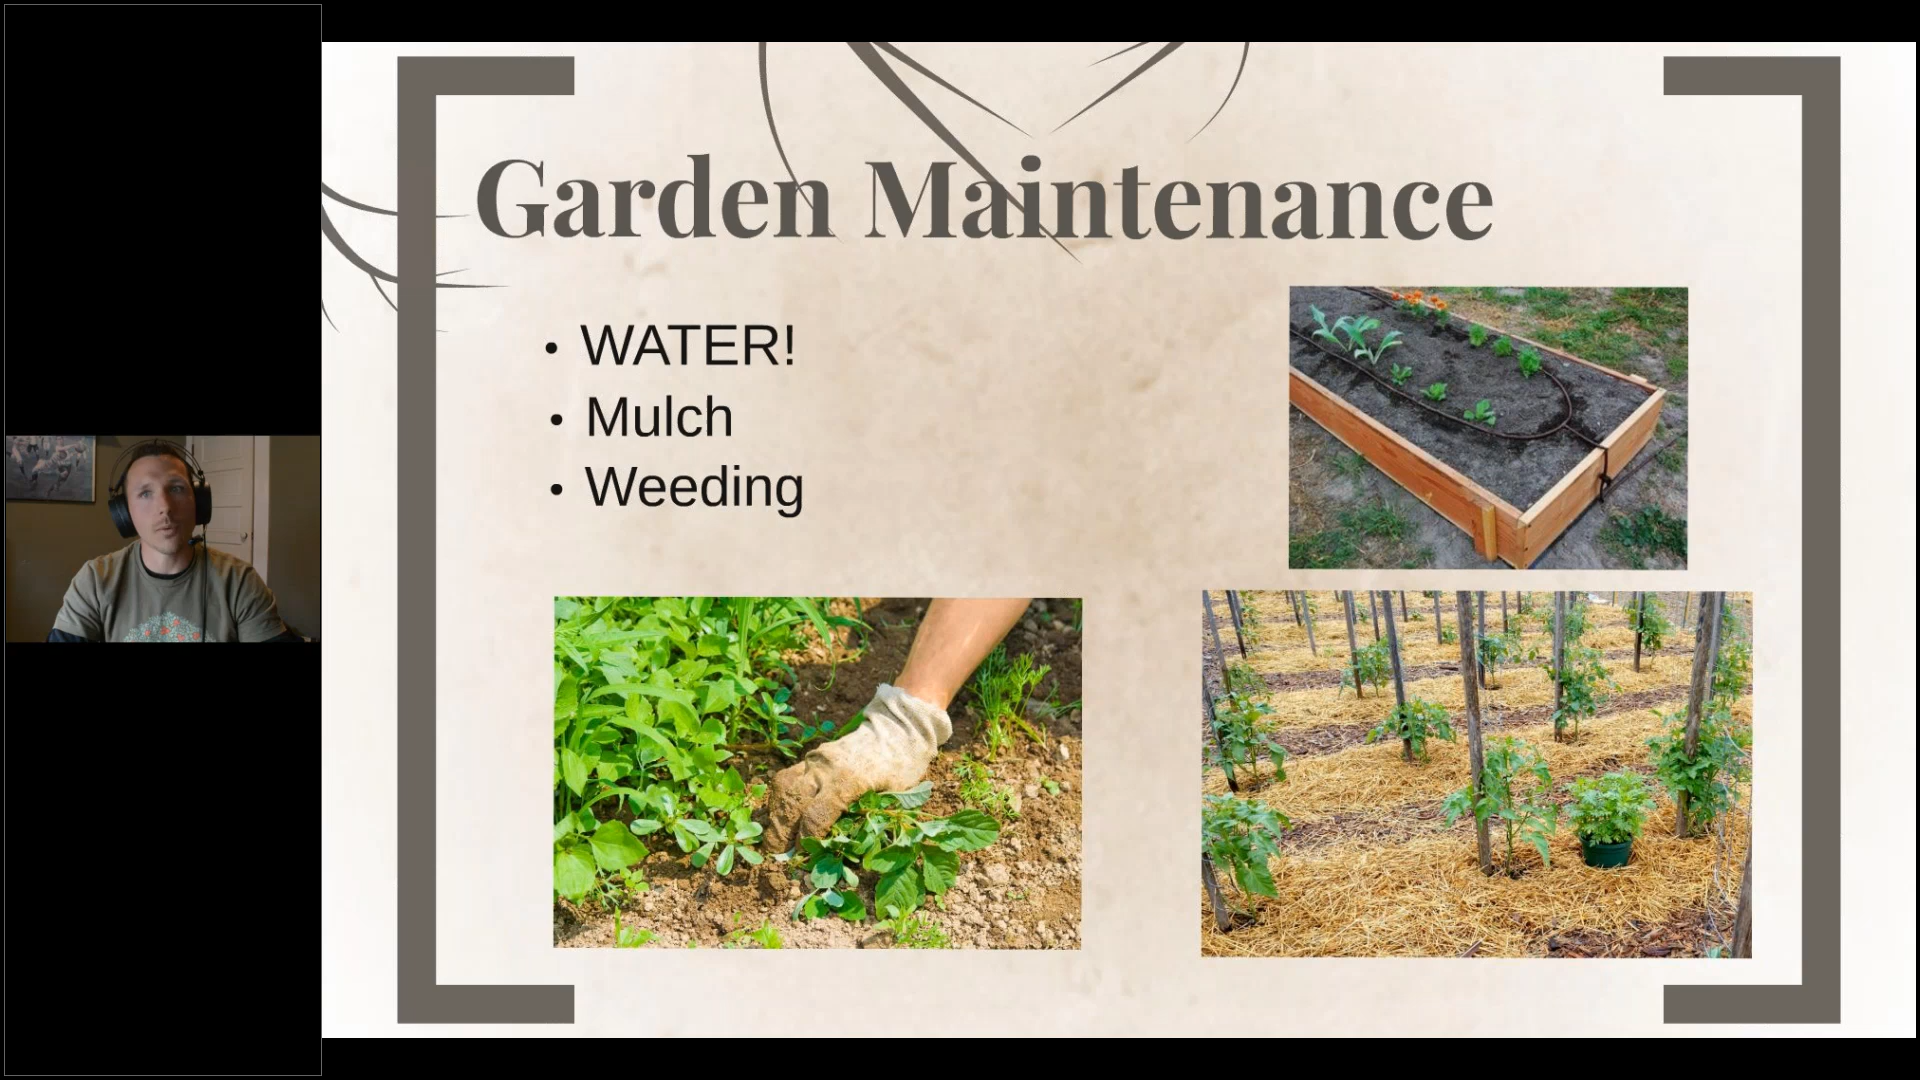 Garden Maintenance
• WATER!
• Mulch
• Weeding